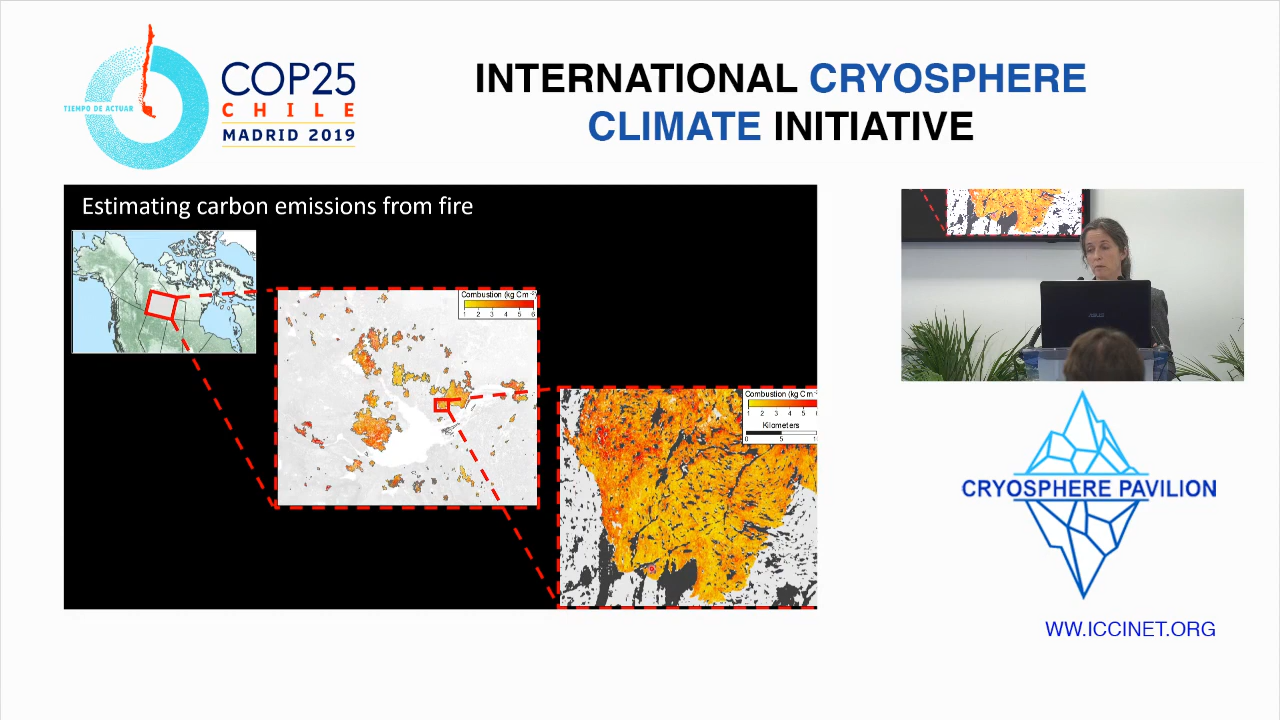 TIEMPO DE ACTUAR
COP25
CHILE
MADRID 2019
INTERNATIONAL CRYOSPHERE
CLIMATE INITIATIVE
Estimating carbon emissions from fire
Combustion (kg C m⁻²)
1 2 3 4 5 6
Combustion (kg C m⁻
1 2 3 4 5 6
Kilometers
0 5 1
ASUS
CRYOSPHERE PAVILION
WW.ICCINET.ORG